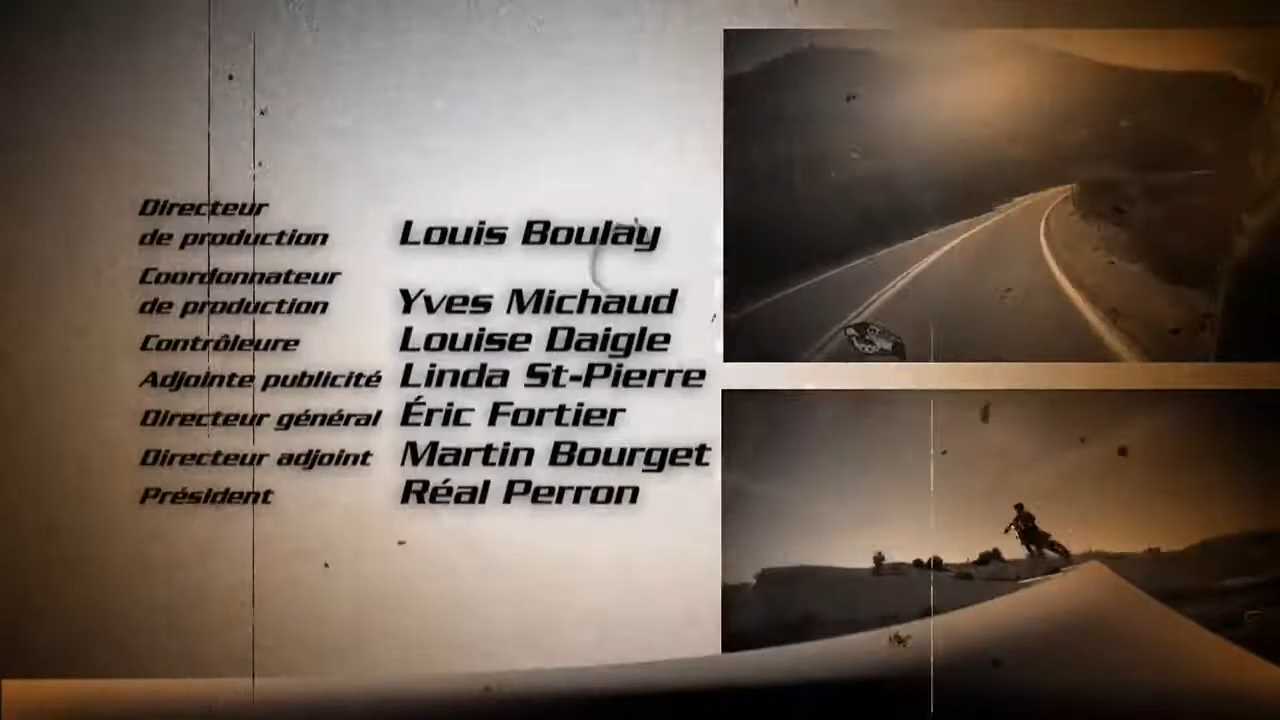 Directeur
de production Louis Boulay
Coordonnateur
de production Yves Michaud
Contrôleure Louise Daigle
Adjointe publicité Linda St-Pierre
Directeur général Éric Fortier
Directeur adjoint Martin Bourget
Président Réal Perron